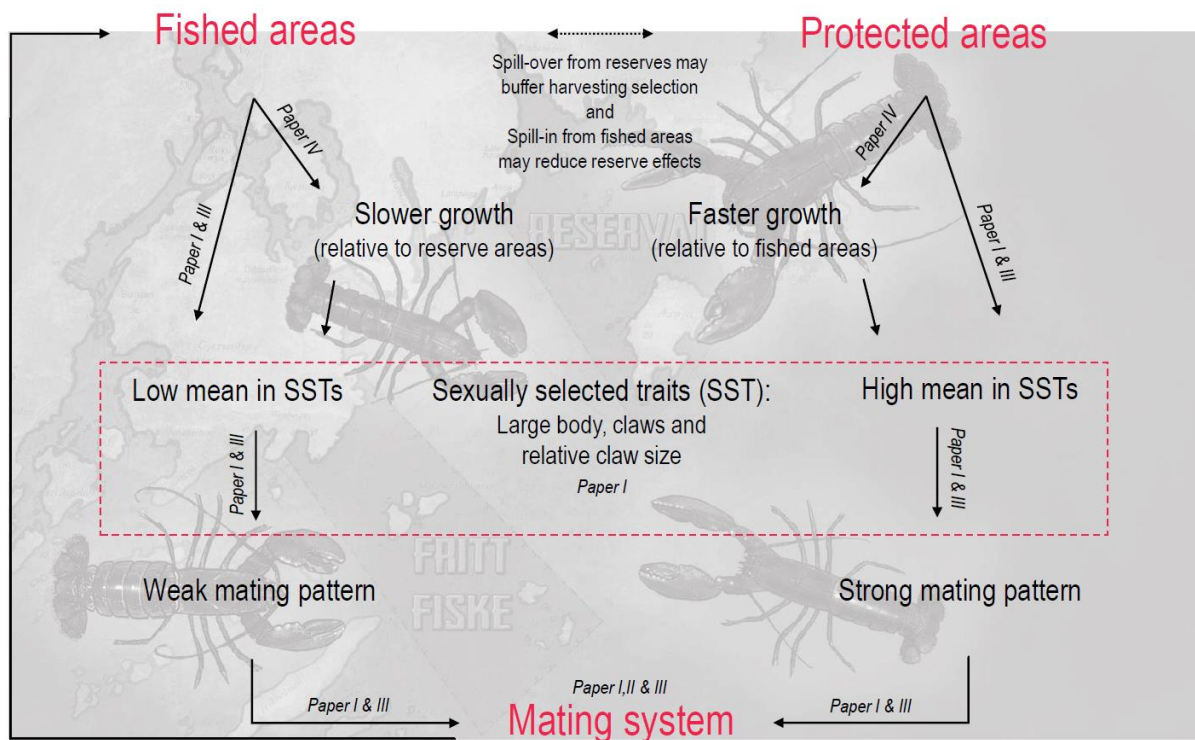 Fished areas
Protected areas
Spill-over from reserves may
buffer harvesting selection
and
Spill-in from fished areas
may reduce reserve effects
Paper IV
Paper IV
Paper I & III
Paper I & III
Slower growth
(relative to reserve areas)
Faster growth
(relative to fished areas)
RESERVAT
Low mean in SSTs
Sexually selected traits (SST):
Large body, claws and
relative claw size
Paper I
High mean in SSTs
Paper I & III
Paper I & III
FRITT
FISKE
Weak mating pattern
Strong mating pattern
Paper I & III
Paper I,II & III
Paper I & III
Mating system